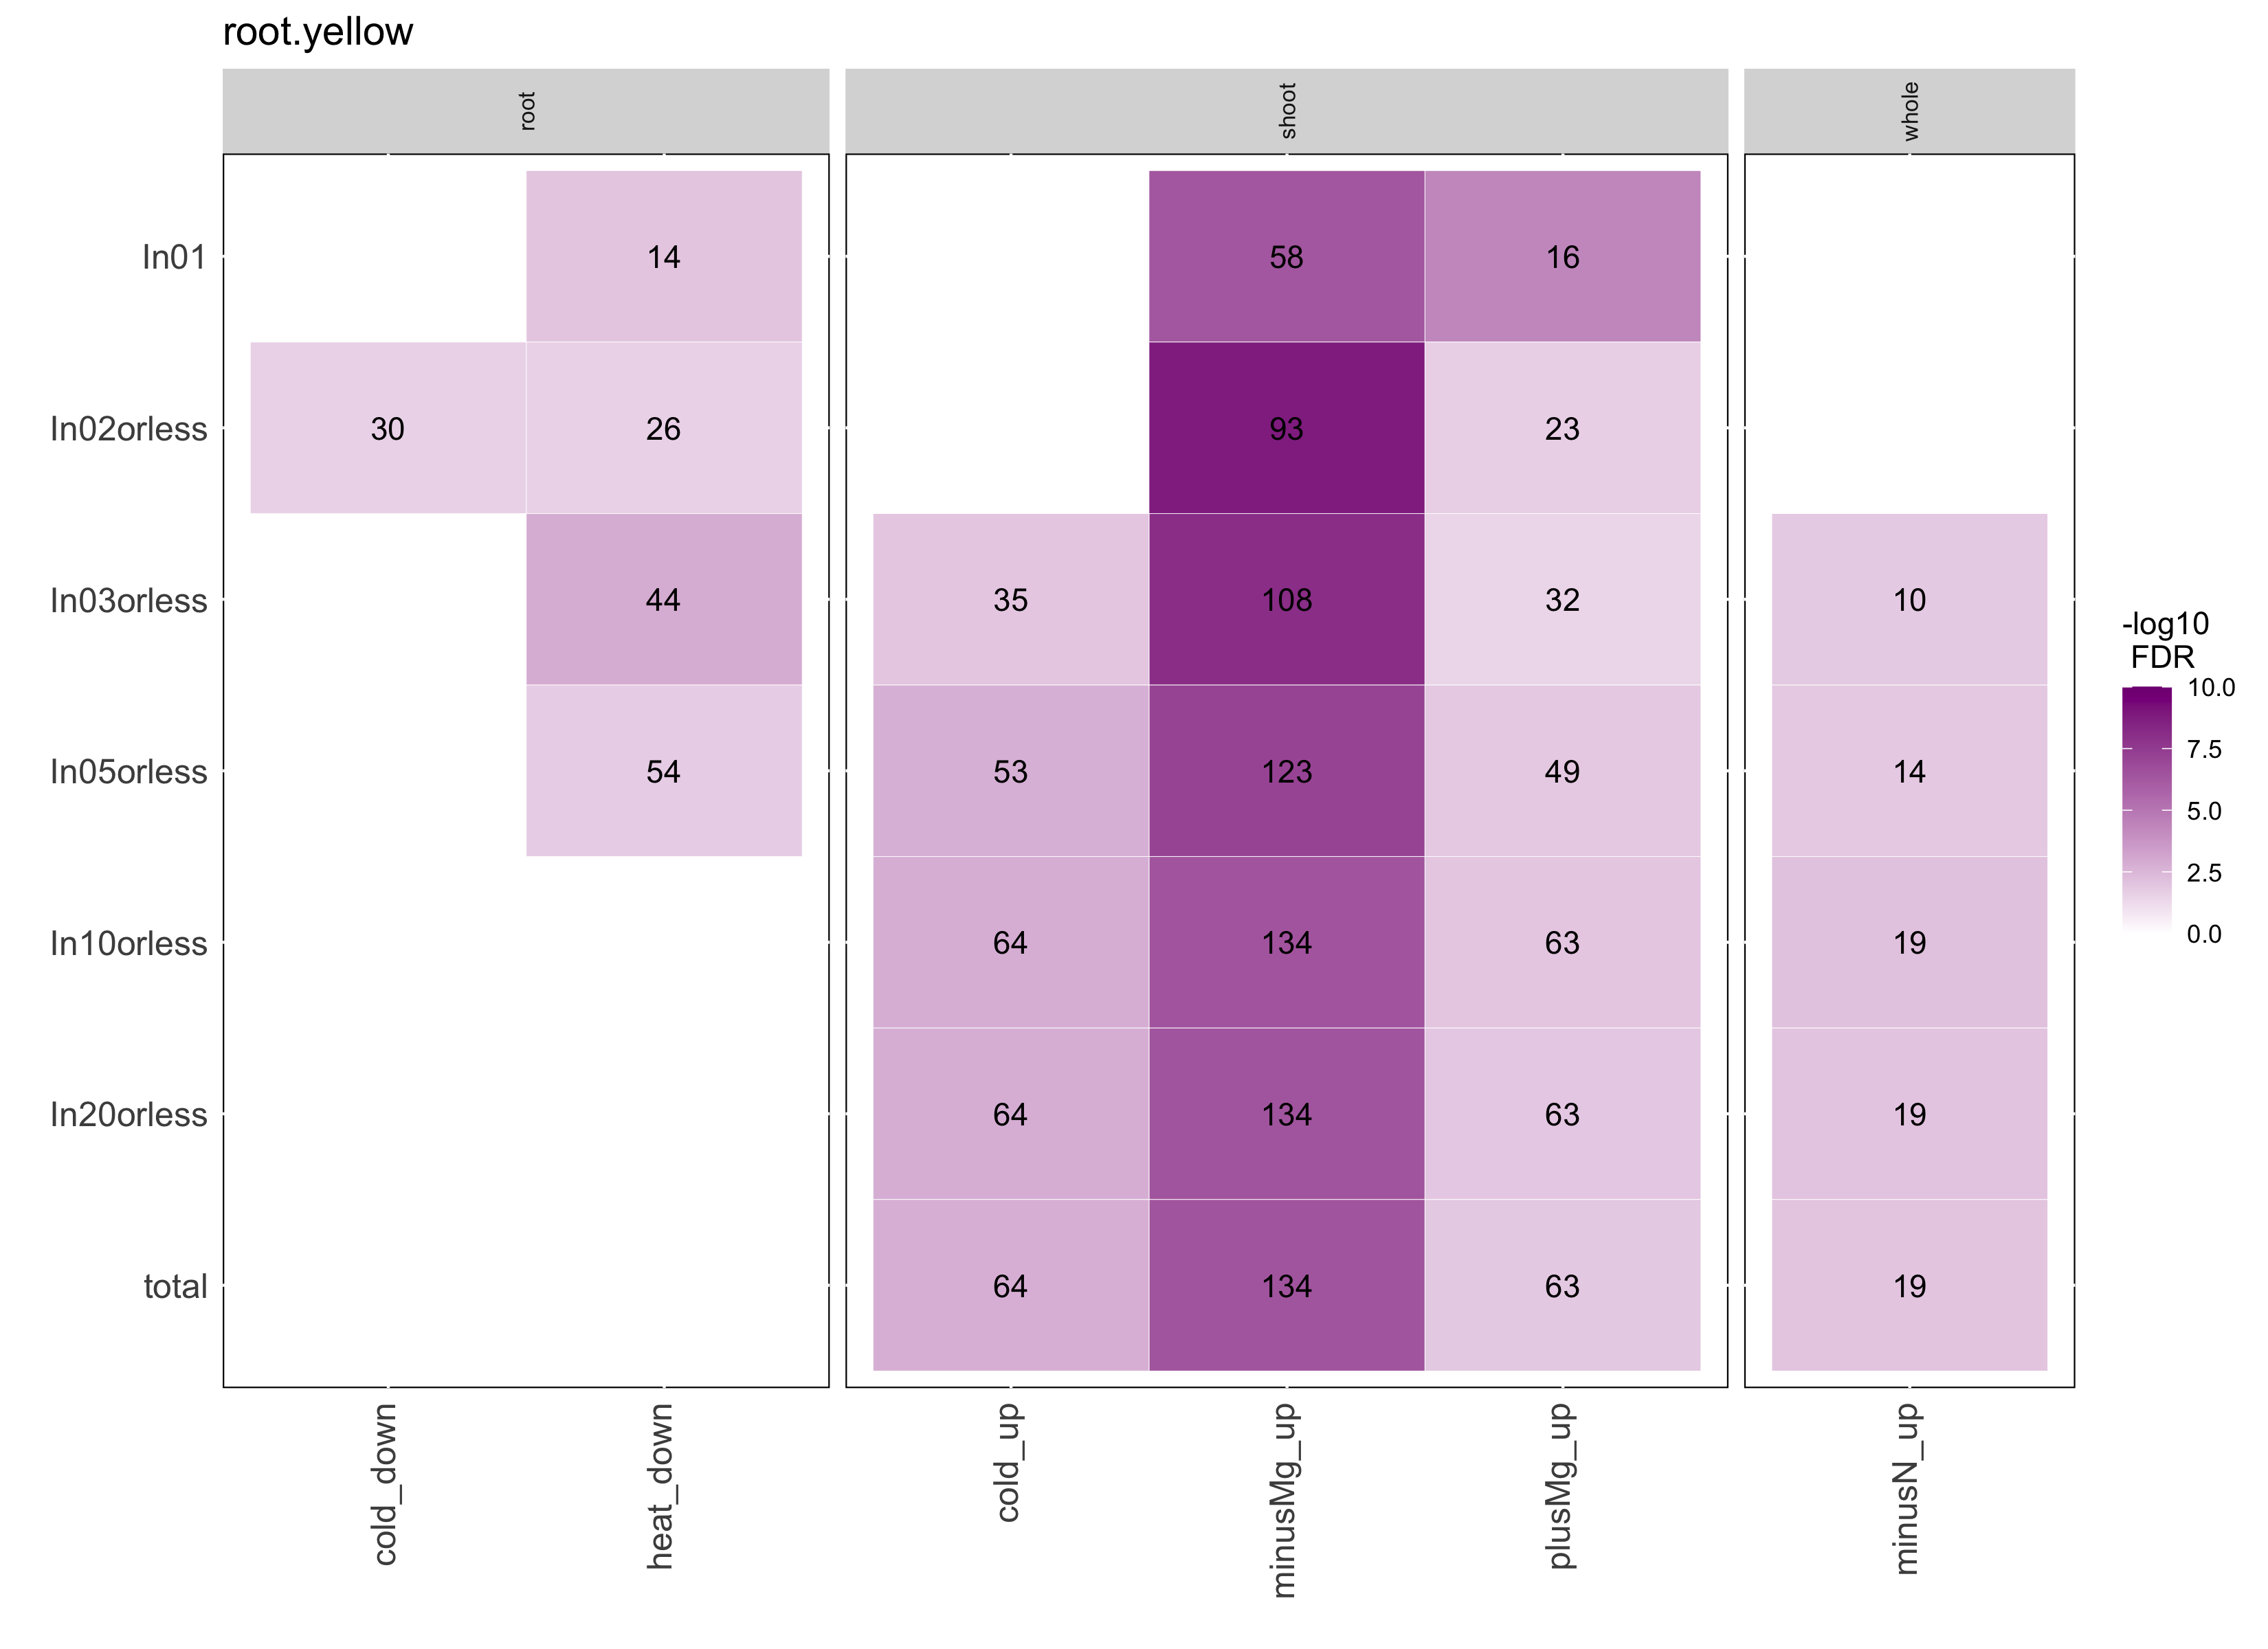 root.yellow
root shoot whole
In01 14 58 16
In02orless 30 26 93 23
In03orless 44 35 108 32 10
In05orless 54 53 123 49 14
In10orless 64 134 63 19
In20orless 64 134 63 19
total 64 134 63 19
cold_down heat_down cold_up minusMg_up plusMg_up minusN_up
-log10
FDR
10.0
7.5
5.0
2.5
0.0